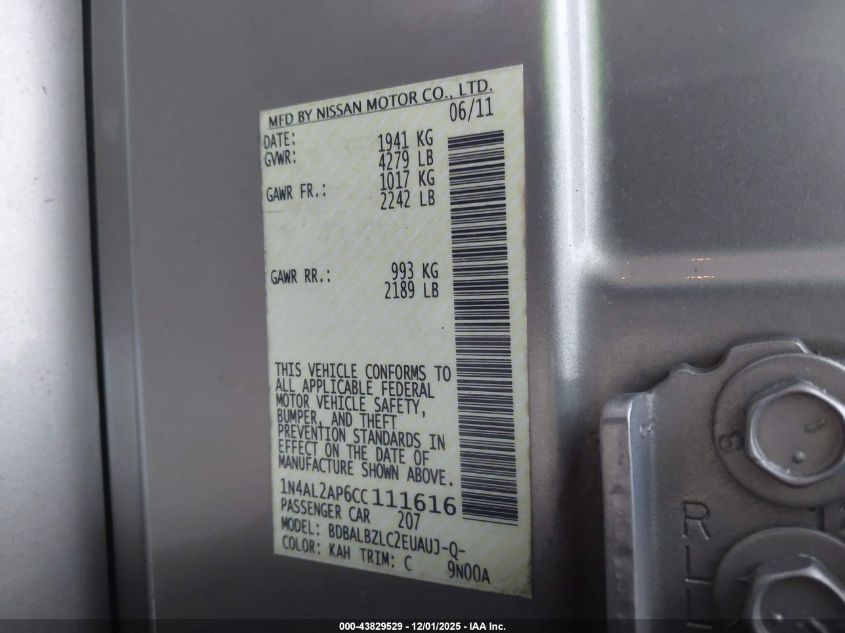 MFD BY NISSAN MOTOR CO., LTD.
DATE: 06/11
GVWR: 1941 KG
4279 LB
GAWR FR.: 1017 KG
2242 LB
GAWR RR.: 993 KG
2189 LB
THIS VEHICLE CONFORMS TO
ALL APPLICABLE FEDERAL
MOTOR VEHICLE SAFETY,
BUMPER, AND THEFT
PREVENTION STANDARDS IN
EFFECT ON THE DATE OF
MANUFACTURE SHOWN ABOVE.
1N4AL2AP6CC111616
PASSENGER CAR 207
MODEL: BDBALBZLC2EUAUJ-Q-
COLOR: KAH TRIM: C 9N00A
8
R
L
000-43829529 - 12/01/2025 - IAA Inc.